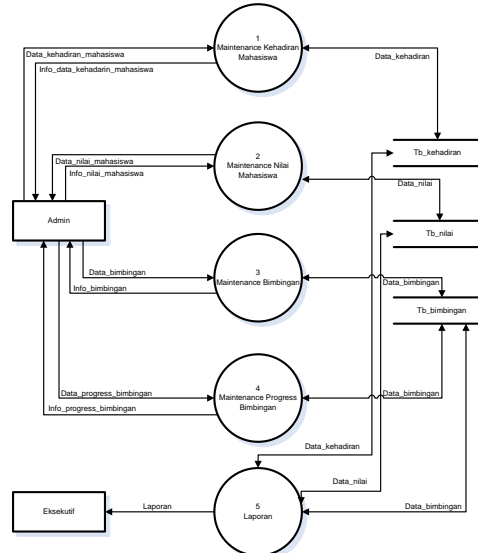 1
Maintenance Kehadiran
Mahasiswa
Data_kehadiran_mahasiswa
Data_kehadiran
Info_data_kehadarin_mahasiswa
2
Maintenance Nilai
Mahasiswa
Tb_kehadiran
Data_nilai_mahasiswa
Info_nilai_mahasiswa
Data_nilai
Admin
Tb_nilai
3
Maintenance Bimbingan
Data_bimbingan
Data_bimbingan
Info_bimbingan
Tb_bimbingan
4
Maintenance Progress
Bimbingan
Data_progress_bimbingan
Data_bimbingan
Info_progress_bimbingan
Data_kehadiran
Data_nilai
Eksekutif
Laporan
5
Laporan
Data_bimbingan